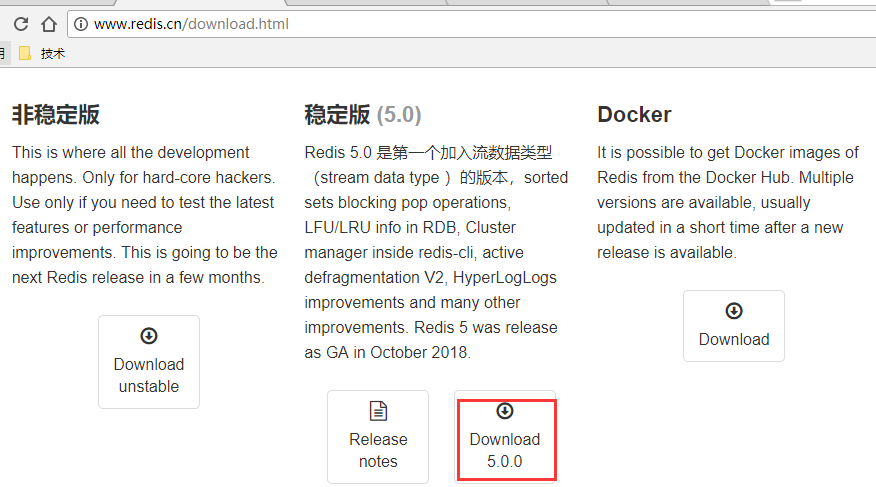 www.redis.cn/download.html
用
技术
非稳定版
This is where all the development
happens. Only for hard-core hackers.
Use only if you need to test the latest
features or performance
improvements. This is going to be the
next Redis release in a few months.
Download
unstable
稳定版 (5.0)
Redis 5.0 是第一个加入流数据类型
（stream data type ）的版本，sorted
sets blocking pop operations,
LFU/LRU info in RDB, Cluster
manager inside redis-cli, active
defragmentation V2, HyperLogLogs
improvements and many other
improvements. Redis 5 was release
as GA in October 2018.
Release
notes
Download
5.0.0
Docker
It is possible to get Docker images of
Redis from the Docker Hub. Multiple
versions are available, usually
updated in a short time after a new
release is available.
Download